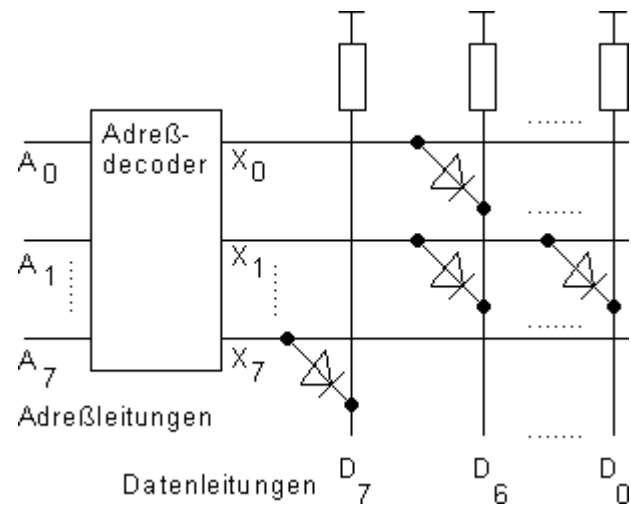 Adreß-
decoder
A0 X0
A1 X1
A7 X7
Adreßleitungen
Datenleitungen D7 D6 D0